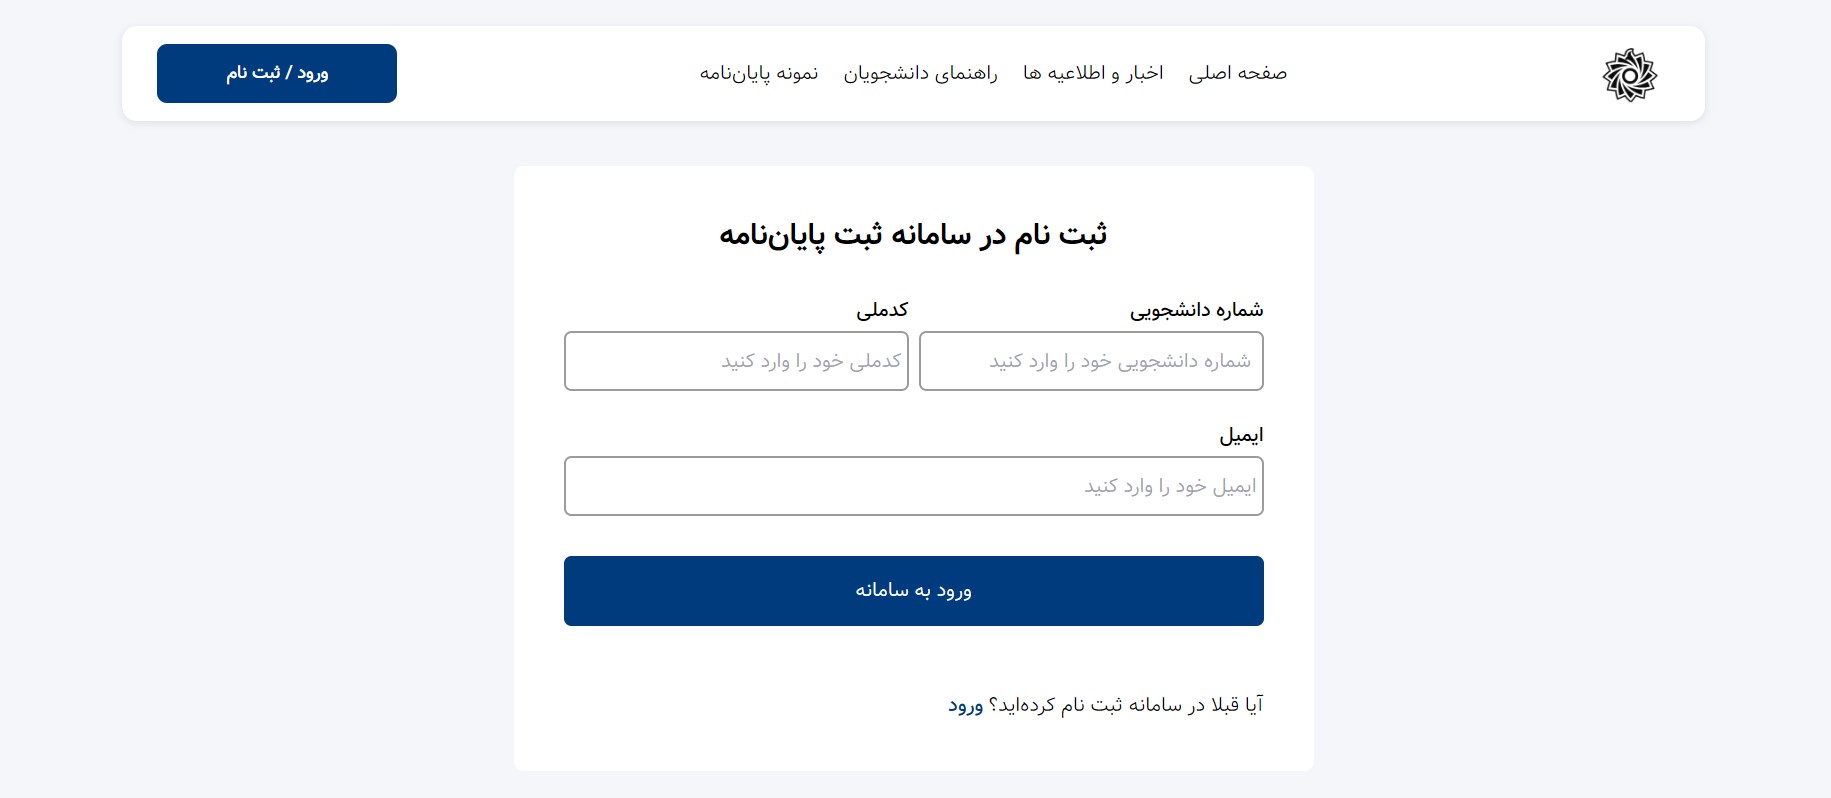 صفحه اصلی
اخبار و اطلاعیه ها
راهنمای دانشجویان
نمونه پایان‌نامه
ورود / ثبت نام
ثبت نام در سامانه ثبت پایان‌نامه
شماره دانشجویی
شماره دانشجویی خود را وارد کنید
کدملی
کدملی خود را وارد کنید
ایمیل
ایمیل خود را وارد کنید
ورود به سامانه
آیا قبلا در سامانه ثبت نام کرده‌اید؟ ورود